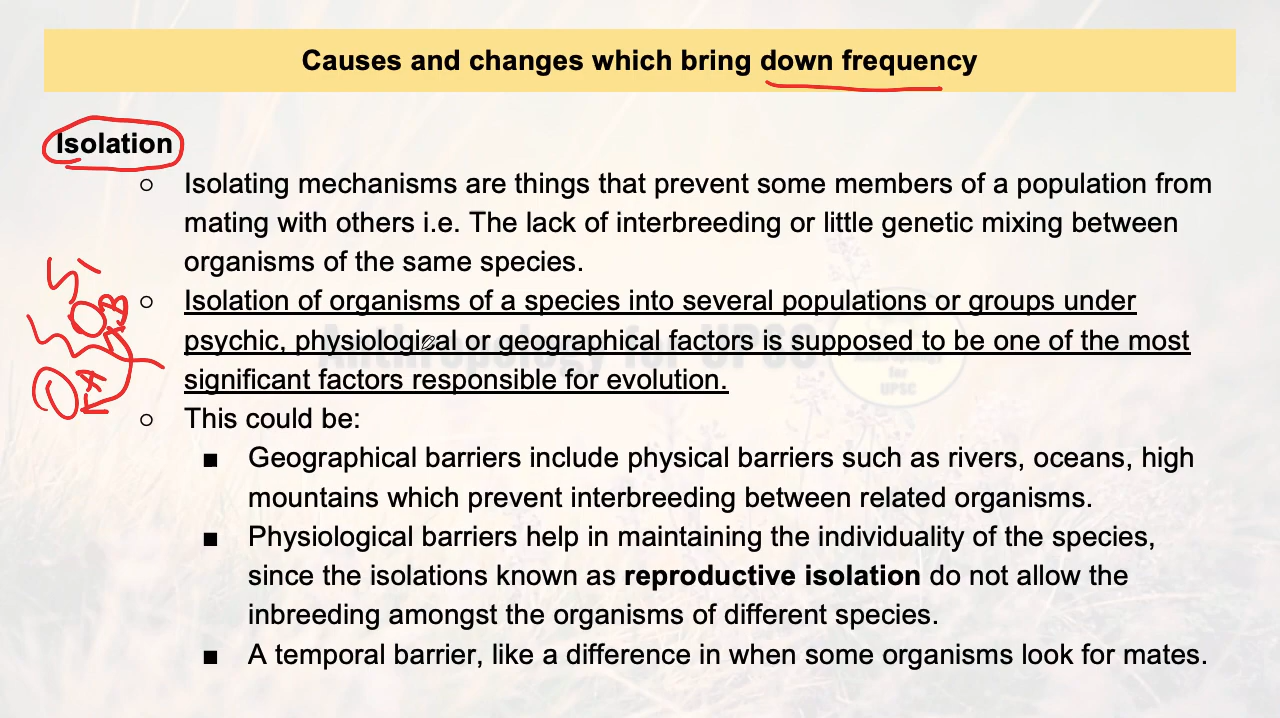 Causes and changes which bring down frequency
Isolation
○ Isolating mechanisms are things that prevent some members of a population from
mating with others i.e. The lack of interbreeding or little genetic mixing between
organisms of the same species.
○ Isolation of organisms of a species into several populations or groups under
psychic, physiological or geographical factors is supposed to be one of the most
significant factors responsible for evolution.
○ This could be:
■ Geographical barriers include physical barriers such as rivers, oceans, high
mountains which prevent interbreeding between related organisms.
■ Physiological barriers help in maintaining the individuality of the species,
since the isolations known as reproductive isolation do not allow the
inbreeding amongst the organisms of different species.
■ A temporal barrier, like a difference in when some organisms look for mates.
B
A
Anthropology for UPSC
for
UPSC